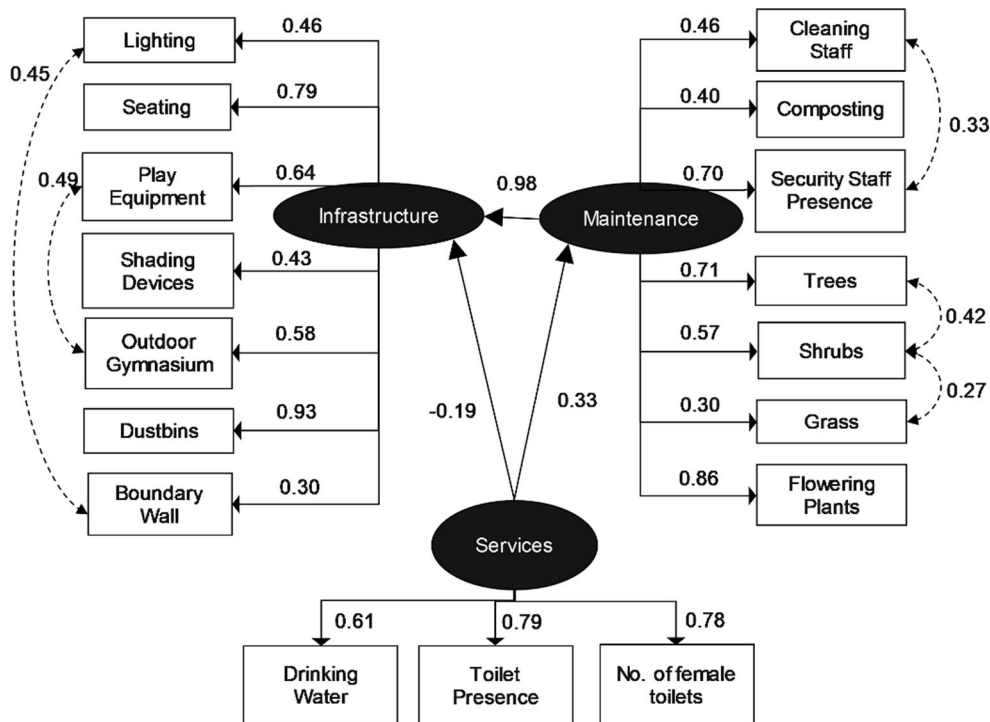 0.46
Lighting
0.45
0.79
Seating
0.64
Play
Equipment
0.49
Infrastructure
0.43
Shading
Devices
0.58
Outdoor
Gymnasium
0.93
Dustbins
0.30
Boundary
Wall
0.98
0.46
Cleaning
Staff
0.40
Composting
0.33
0.70
Security Staff
Presence
Maintenance
0.71
Trees
0.42
0.57
Shrubs
0.27
0.30
Grass
0.86
Flowering
Plants
-0.19
0.33
Services
0.61
0.79
0.78
Drinking
Water
Toilet
Presence
No. of female
toilets